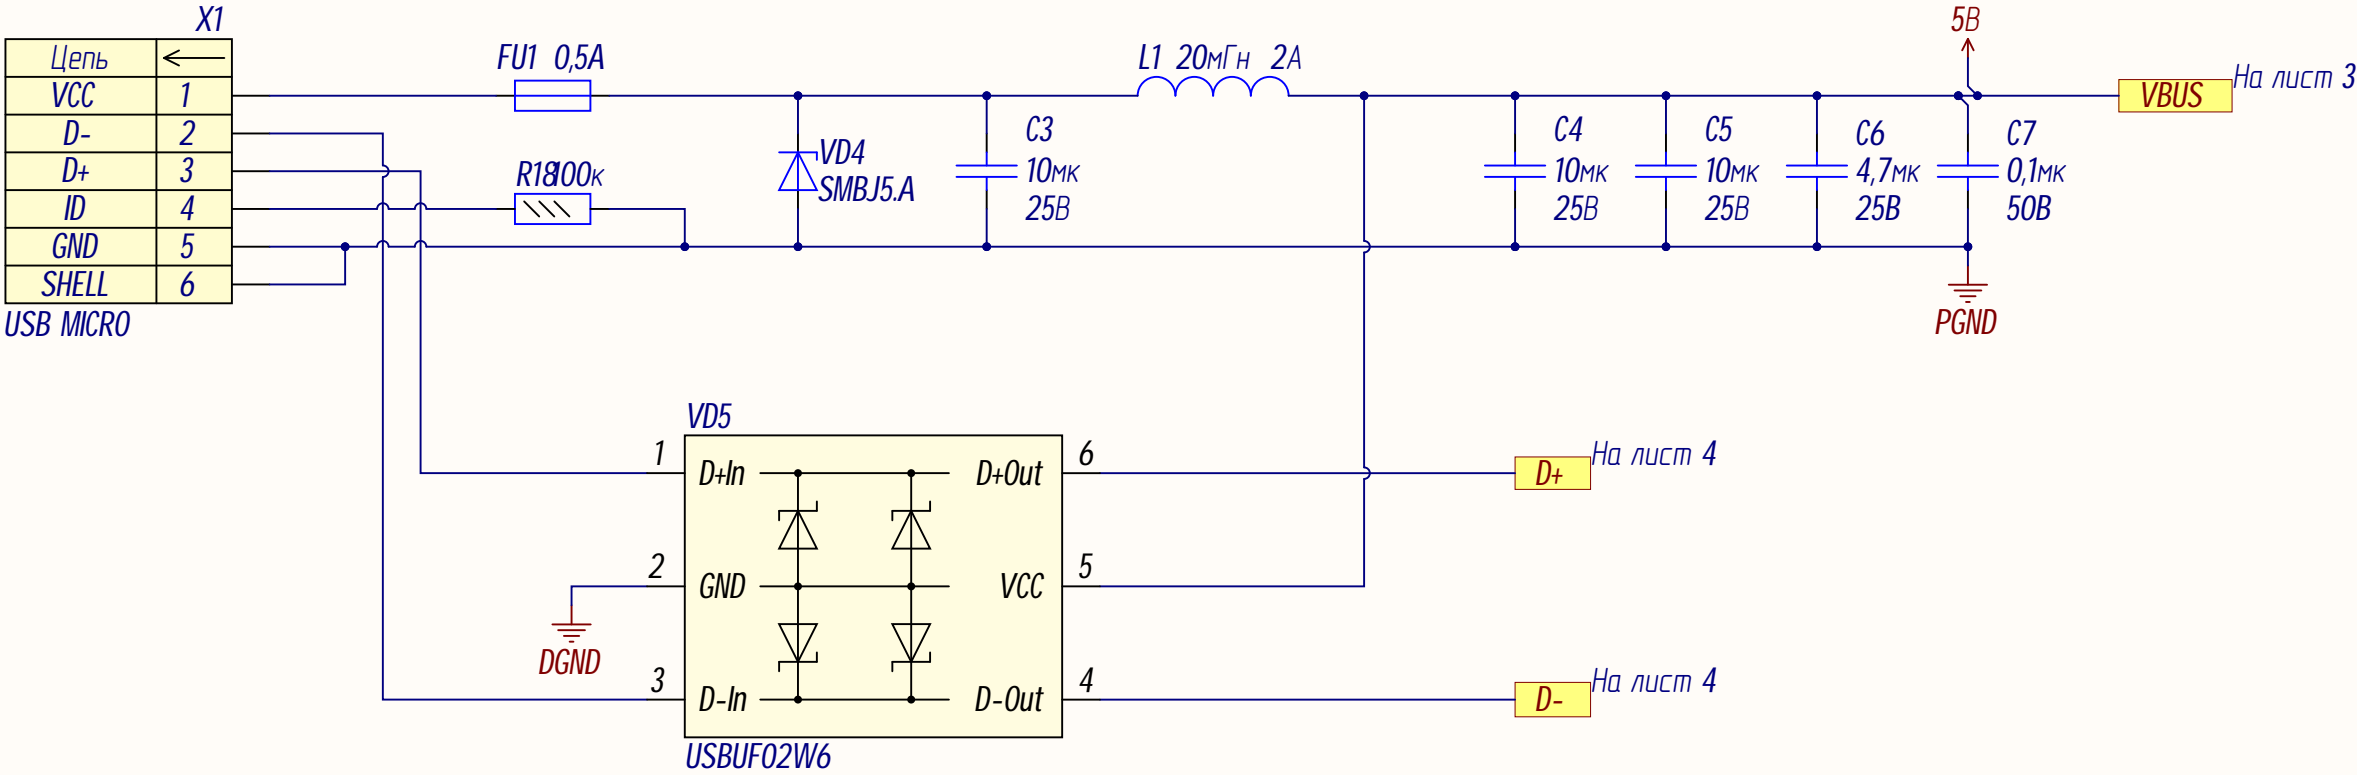 X1
Цепь
VCC 1
D- 2
D+ 3
ID 4
GND 5
SHELL 6
USB MICRO
FU1 0,5А
R18 100к
VD4
SMBJ5.A
C3
10мк
25В
L1 20мГн 2А
C4
10мк
25В
C5
10мк
25В
C6
4,7мк
25В
C7
0,1мк
50В
5В
VBUS
На лист 3
PGND
VD5
1 D+In D+Out 6
2 GND VCC 5
3 D-In D-Out 4
USBUF02W6
DGND
D+
На лист 4
D-
На лист 4